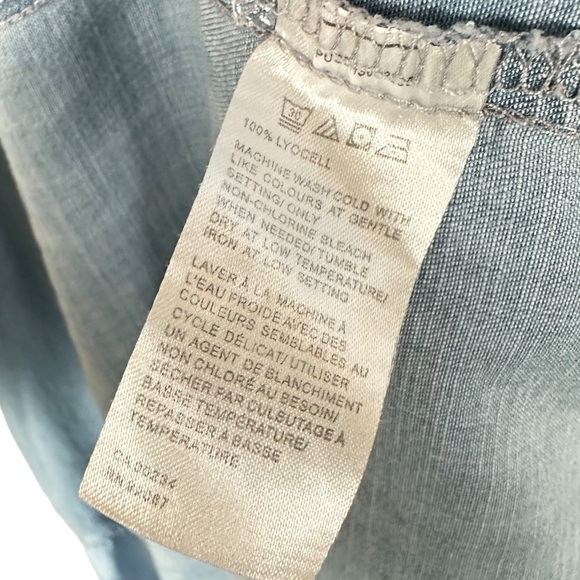 30
100% LYOCELL
MACHINE WASH COLD WITH
LIKE COLOURS AT GENTLE
SETTING/ONLY
NON-CHLORINE BLEACH
WHEN NEEDED/TUMBLE
DRY AT LOW TEMPERATURE/
IRON AT LOW SETTING
LAVER À LA MACHINE À
L'EAU FROIDE AVEC DES
COULEURS SEMBLABLES AU
CYCLE DÉLICAT/ UTILISER
UN AGENT DE BLANCHIMENT
NON CHLORÉ AU BESOIN/
SÉCHER PAR CULBUTAGE À
BASSE TEMPÉRATURE/
REPASSER À BASSE
TEMPÉRATURE